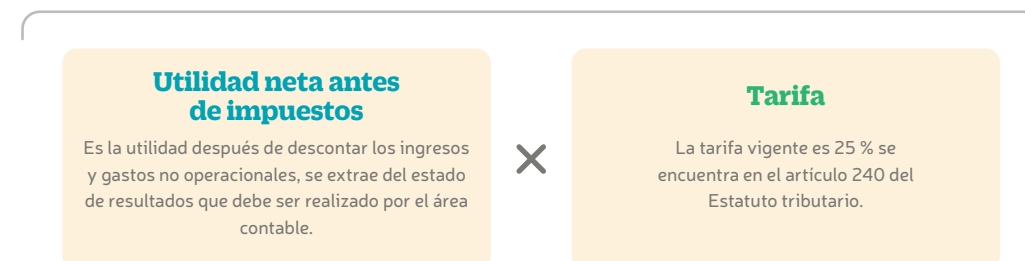 Utilidad neta antes
de impuestos
Es la utilidad después de descontar los ingresos
y gastos no operacionales, se extrae del estado
de resultados que debe ser realizado por el área
contable.
×
Tarifa
La tarifa vigente es 25 % se
encuentra en el artículo 240 del
Estatuto tributario.